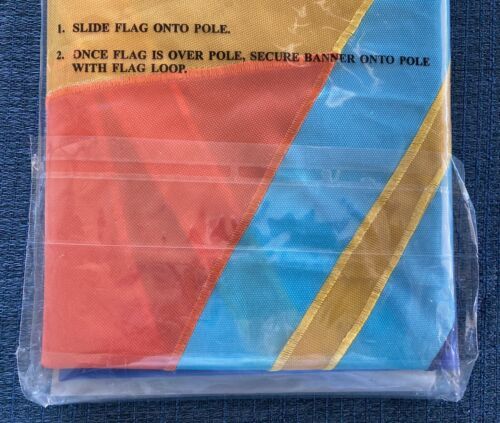 1. SLIDE FLAG ONTO POLE.
2. ONCE FLAG IS OVER POLE, SECURE BANNER ONTO POLE
WITH FLAG LOOP.